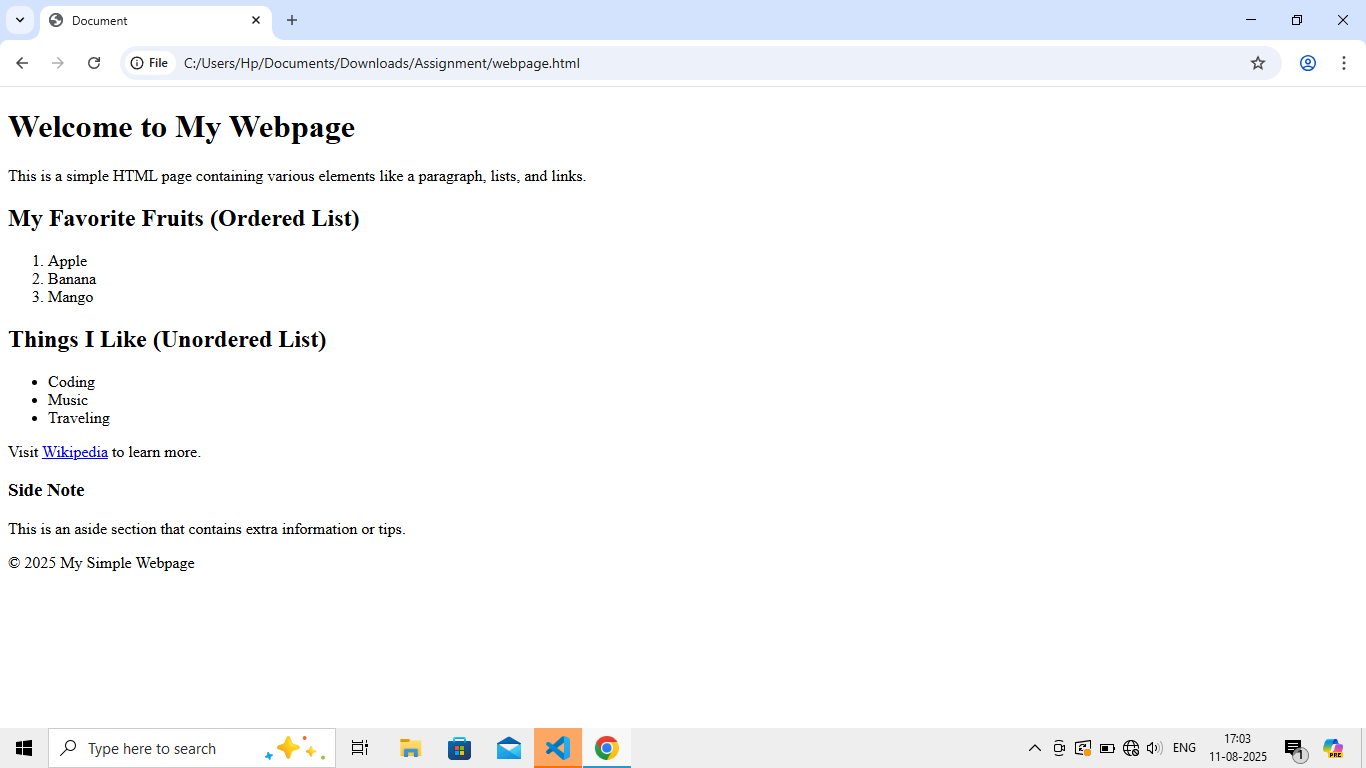 Document
File
C:/Users/Hp/Documents/Downloads/Assignment/webpage.html
Welcome to My Webpage
This is a simple HTML page containing various elements like a paragraph, lists, and links.
My Favorite Fruits (Ordered List)
1. Apple
2. Banana
3. Mango
Things I Like (Unordered List)
• Coding
• Music
• Traveling
Visit Wikipedia to learn more.
Side Note
This is an aside section that contains extra information or tips.
© 2025 My Simple Webpage
Type here to search
ENG
17:03
11-08-2025
1
PRE